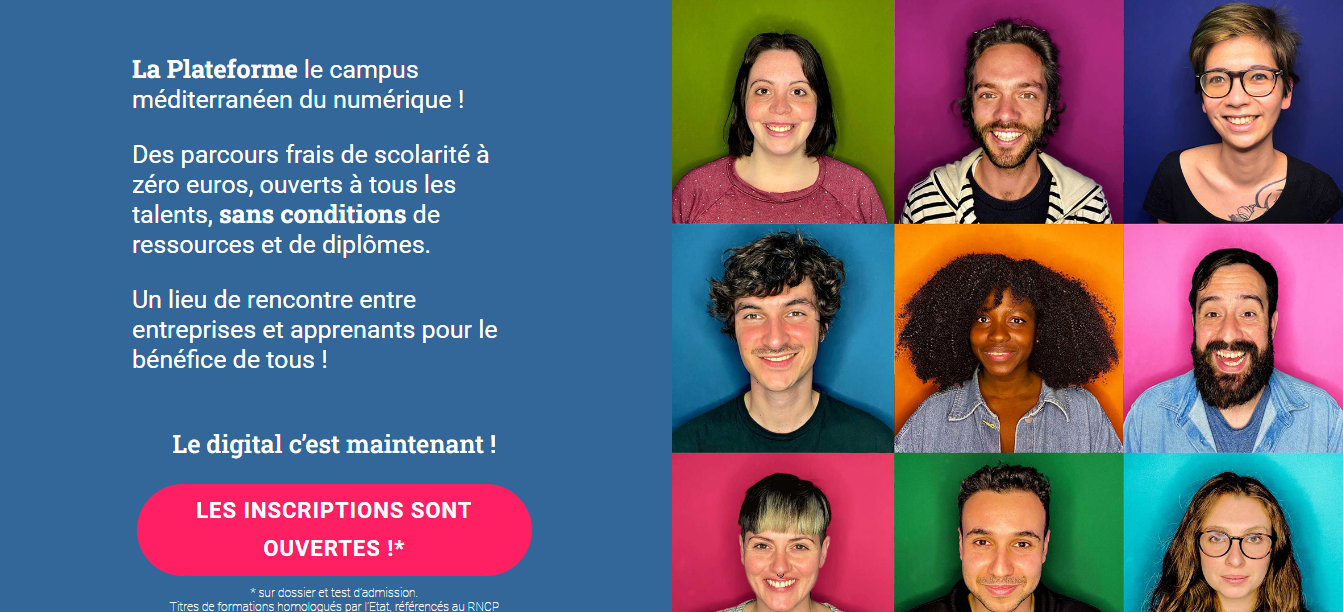 La Plateforme le campus
méditerranéen du numérique !
Des parcours frais de scolarité à
zéro euros, ouverts à tous les
talents, sans conditions de
ressources et de diplômes.
Un lieu de rencontre entre
entreprises et apprenants pour le
bénéfice de tous !
Le digital c’est maintenant !
LES INSCRIPTIONS SONT
OUVERTES !*
* sur dossier et test d'admission.
Titres de formations homologués par l'Etat, référencés au RNCP